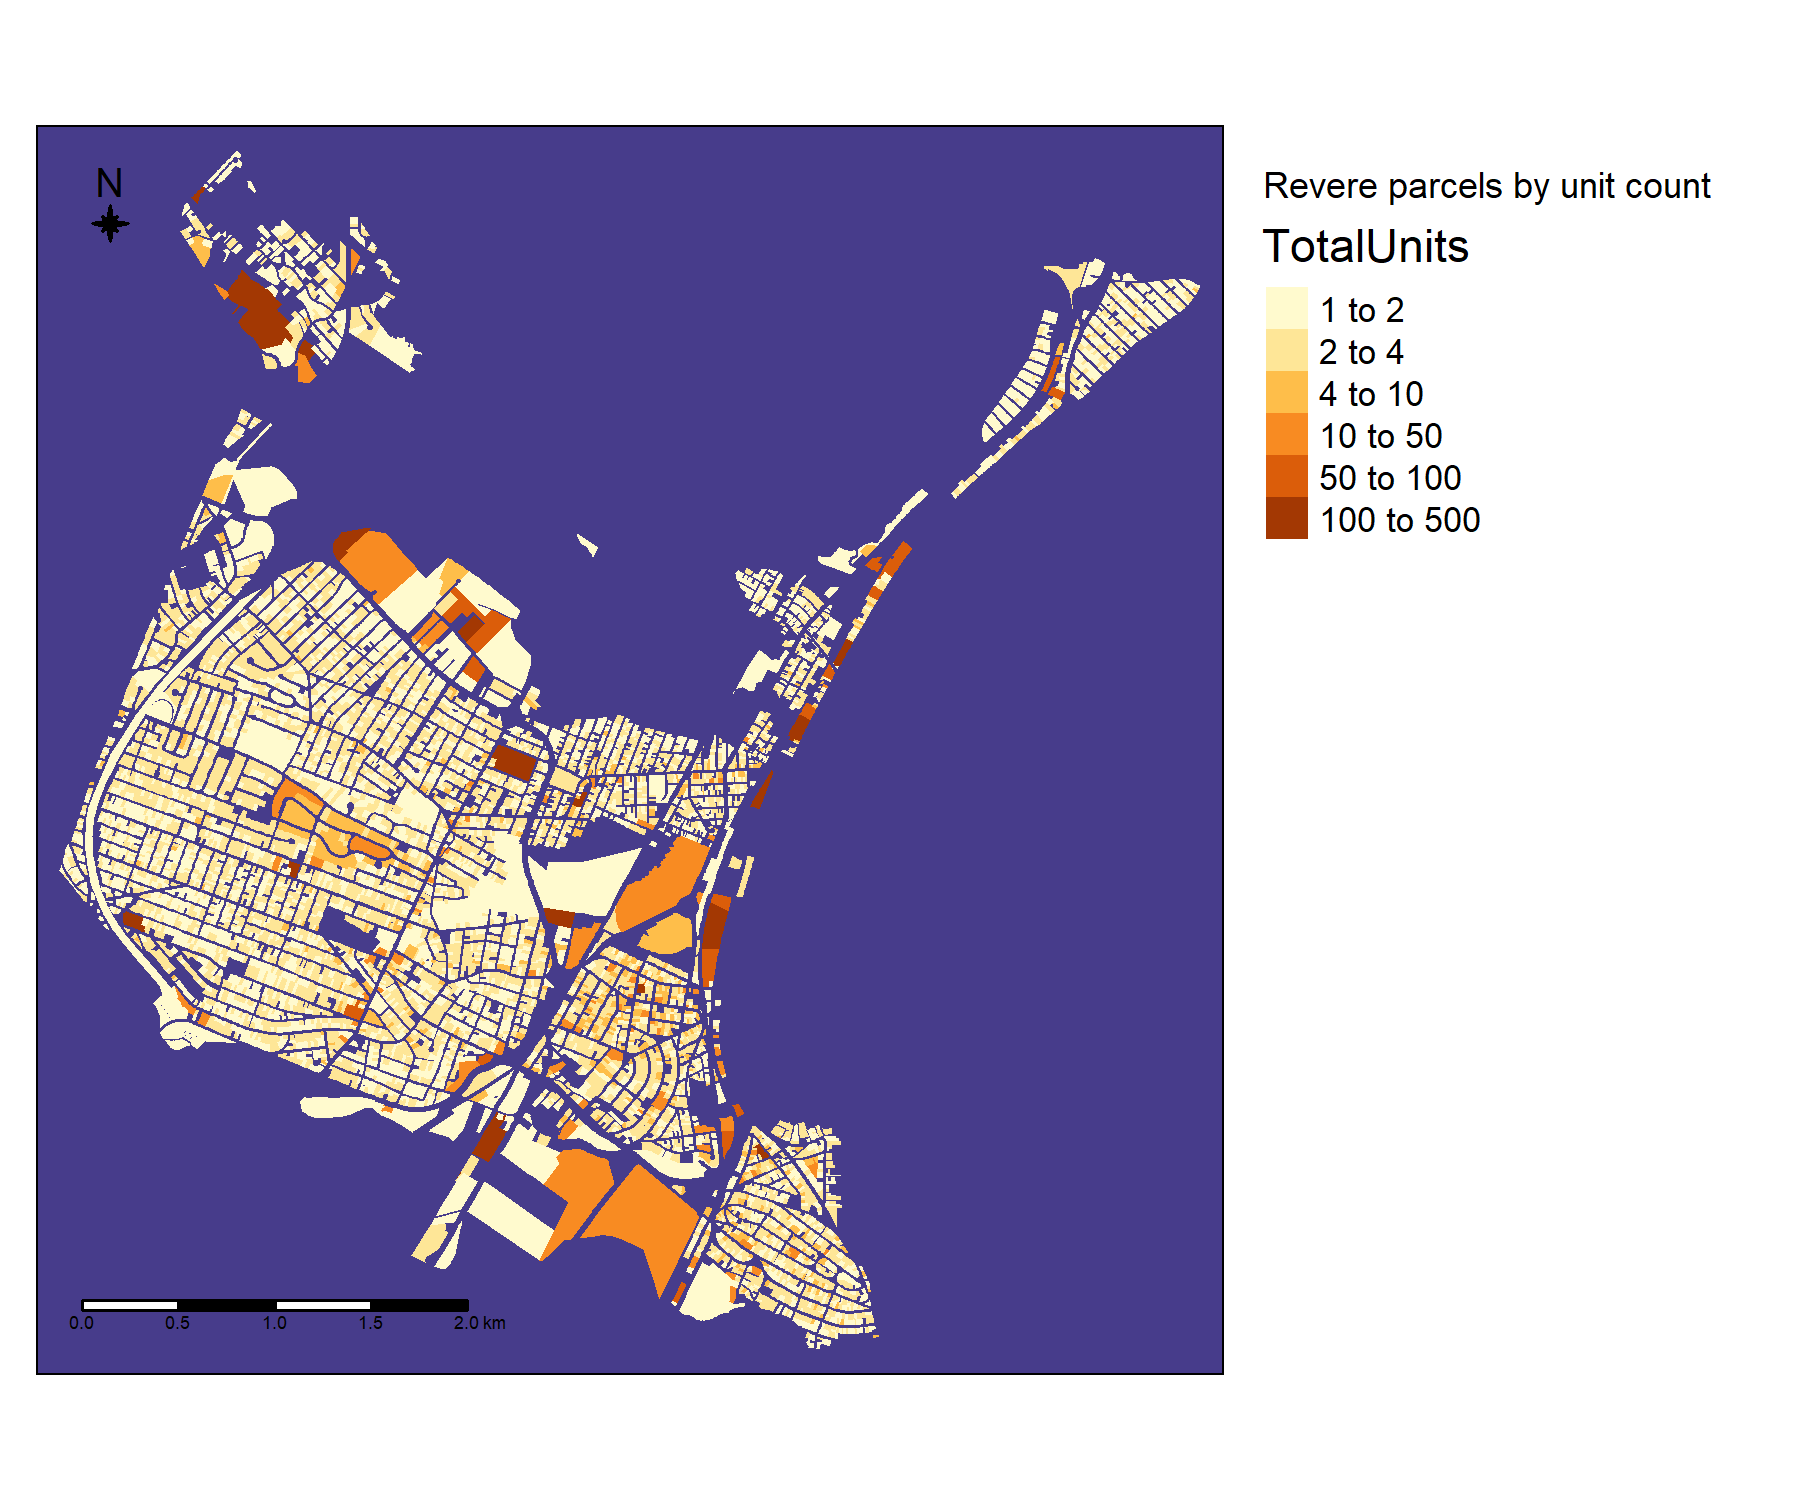 N
Revere parcels by unit count
TotalUnits
1 to 2
2 to 4
4 to 10
10 to 50
50 to 100
100 to 500
0.0 0.5 1.0 1.5 2.0 km